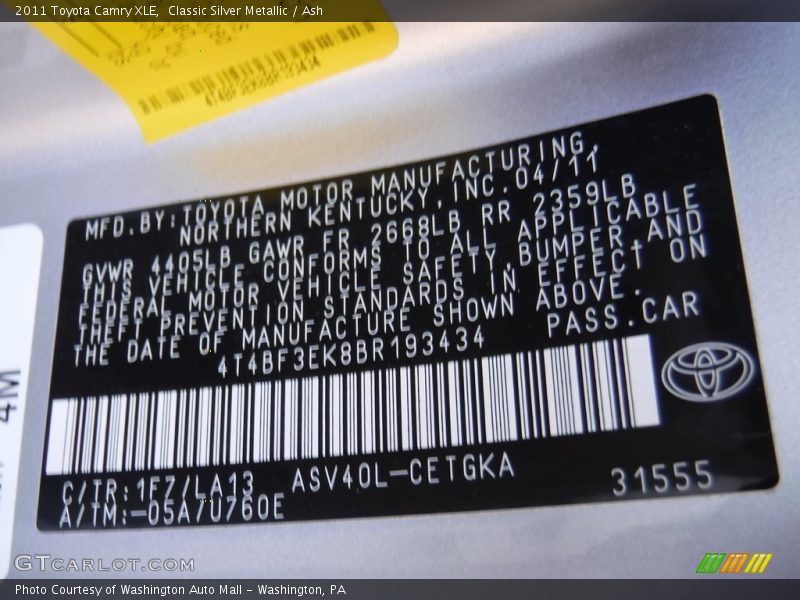 2011 Toyota Camry XLE,  Classic Silver Metallic / Ash
4T4BF3EK8BR193434
MFD.BY:TOYOTA MOTOR MANUFACTURING,
NORTHERN KENTUCKY,INC.04/11
GVWR 4405LB GAWR FR 2668LB RR 2359LB
THIS VEHICLE CONFORMS TO ALL APPLICABLE
FEDERAL MOTOR VEHICLE SAFETY,BUMPER AND
THEFT PREVENTION STANDARDS IN EFFECT ON
THE DATE OF MANUFACTURE SHOWN ABOVE.
4T4BF3EK8BR193434
PASS.CAR
C/TR:1FZ/LA13
ASV40L-CETGKA
A/TM:-05A/U760E
31555
4M
GTCARLOT.COM
Photo Courtesy of Washington Auto Mall - Washington, PA